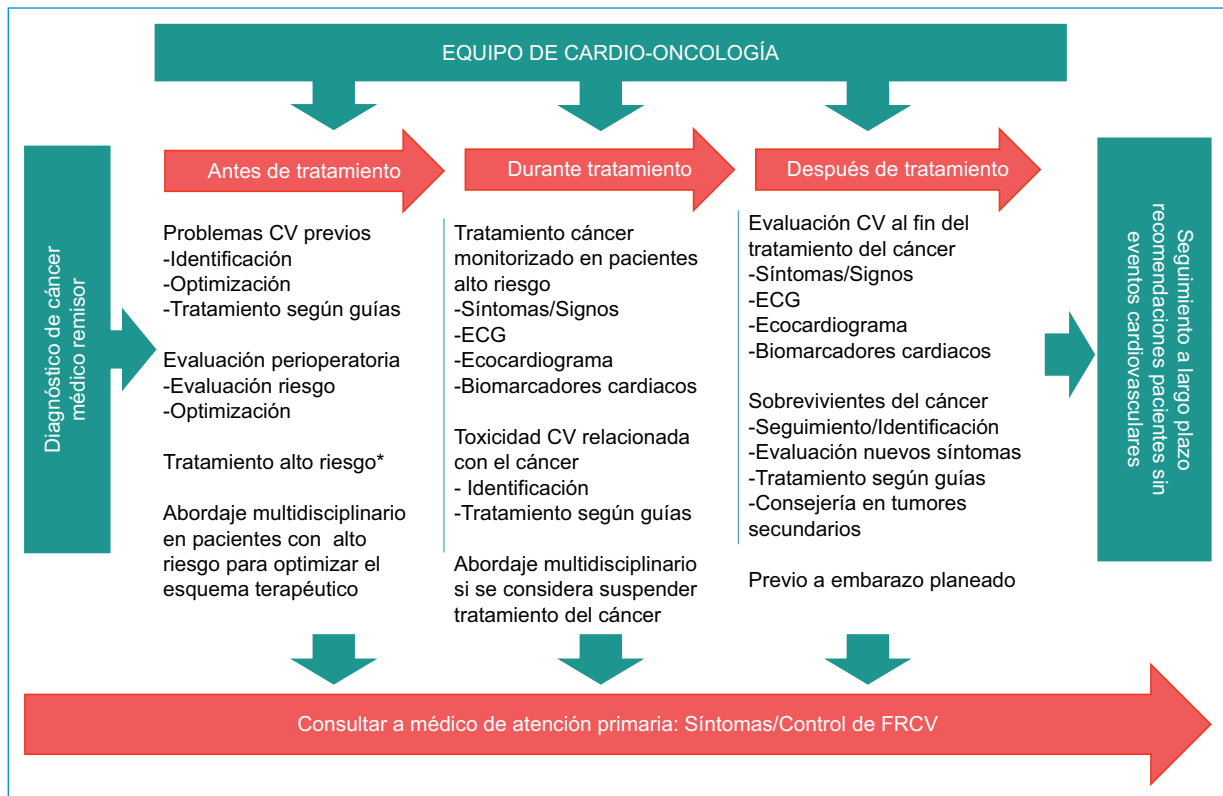 EQUIPO DE CARDIO-ONCOLOGÍA
Diagnóstico de cáncer
médico remisor
Antes de tratamiento
Problemas CV previos
-Identificación
-Optimización
-Tratamiento según guías
Evaluación perioperatoria
-Evaluación riesgo
-Optimización
Tratamiento alto riesgo*
Abordaje multidisciplinario
en pacientes con alto
riesgo para optimizar el
esquema terapéutico
Durante tratamiento
Tratamiento cáncer
monitorizado en pacientes
alto riesgo
-Síntomas/Signos
-ECG
-Ecocardiograma
-Biomarcadores cardiacos
Toxicidad CV relacionada
con el cáncer
- Identificación
-Tratamiento según guías
Abordaje multidisciplinario
si se considera suspender
tratamiento del cáncer
Después de tratamiento
Evaluación CV al fin del
tratamiento del cáncer
-Síntomas/Signos
-ECG
-Ecocardiograma
-Biomarcadores cardiacos
Sobrevivientes del cáncer
-Seguimiento/Identificación
-Evaluación nuevos síntomas
-Tratamiento según guías
-Consejería en tumores
secundarios
Previo a embarazo planeado
Seguimiento a largo plazo
recomendaciones pacientes sin
eventos cardiovasculares
Consultar a médico de atención primaria: Síntomas/Control de FRCV